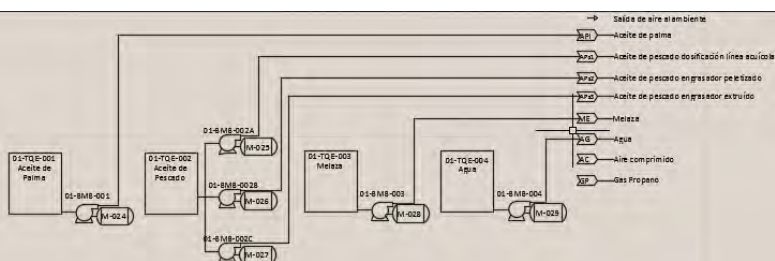 Salida de aire al ambiente
API Aceite de palma
APs1 Aceite de pescado dosificación línea acuícola
APs2 Aceite de pescado engrasador peletizado
APs3 Aceite de pescado engrasador extruído
ME Melaza
AG Agua
AC Aire comprimido
GP Gas Propano
01-TQE-001
Aceite de
Palma
01-BMB-001
M-024
01-TQE-002
Aceite de
Pescado
01-BMB-002A
M-025
01-BMB-002B
M-026
01-BMB-002C
M-027
01-TQE-003
Melaza
01-BMB-003
M-028
01-TQE-004
Agua
01-BMB-004
M-029